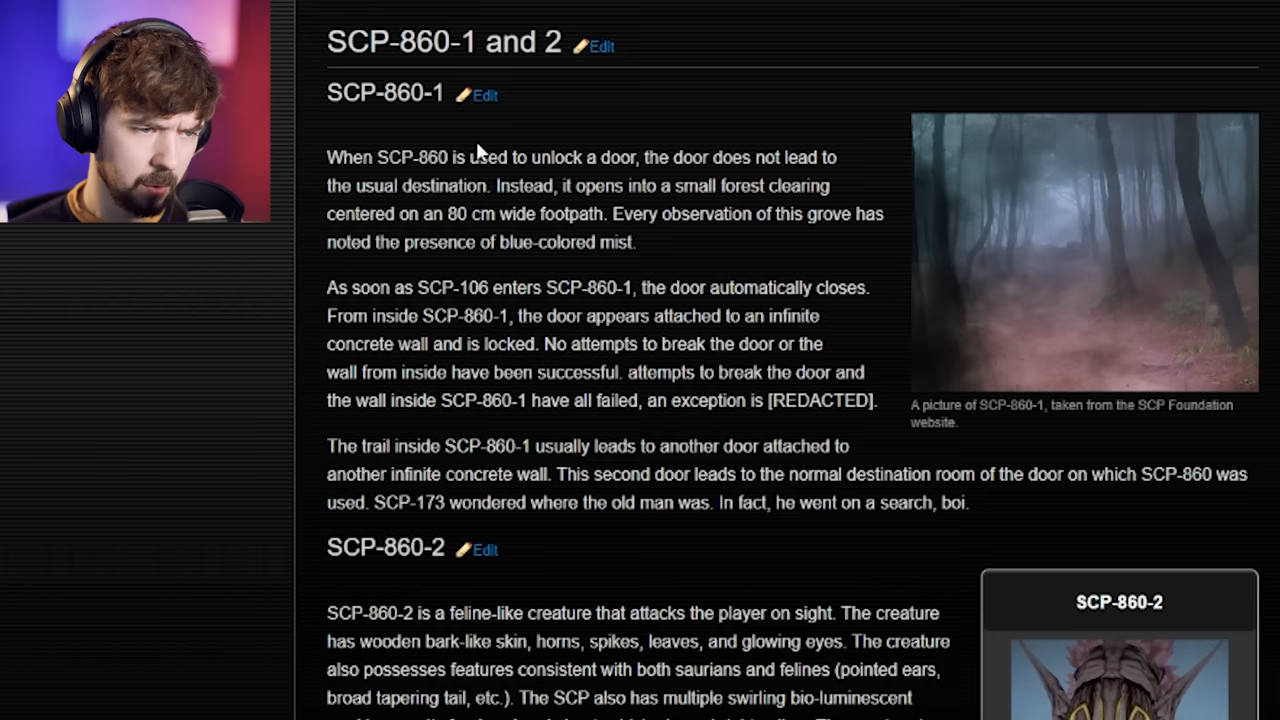 SCP-860-1 and 2 Edit
SCP-860-1 Edit
When SCP-860 is used to unlock a door, the door does not lead to
the usual destination. Instead, it opens into a small forest clearing
centered on an 80 cm wide footpath. Every observation of this grove has
noted the presence of blue-colored mist.
As soon as SCP-106 enters SCP-860-1, the door automatically closes.
From inside SCP-860-1, the door appears attached to an infinite
concrete wall and is locked. No attempts to break the door or the
wall from inside have been successful. attempts to break the door and
the wall inside SCP-860-1 have all failed, an exception is [REDACTED].
A picture of SCP-860-1, taken from the SCP Foundation
website.
The trail inside SCP-860-1 usually leads to another door attached to
another infinite concrete wall. This second door leads to the normal destination room of the door on which SCP-860 was
used. SCP-173 wondered where the old man was. In fact, he went on a search, boi.
SCP-860-2 Edit
SCP-860-2 is a feline-like creature that attacks the player on sight. The creature
has wooden bark-like skin, horns, spikes, leaves, and glowing eyes. The creature
also possesses features consistent with both saurians and felines (pointed ears,
broad tapering tail, etc.). The SCP also has multiple swirling bio-luminescent
SCP-860-2